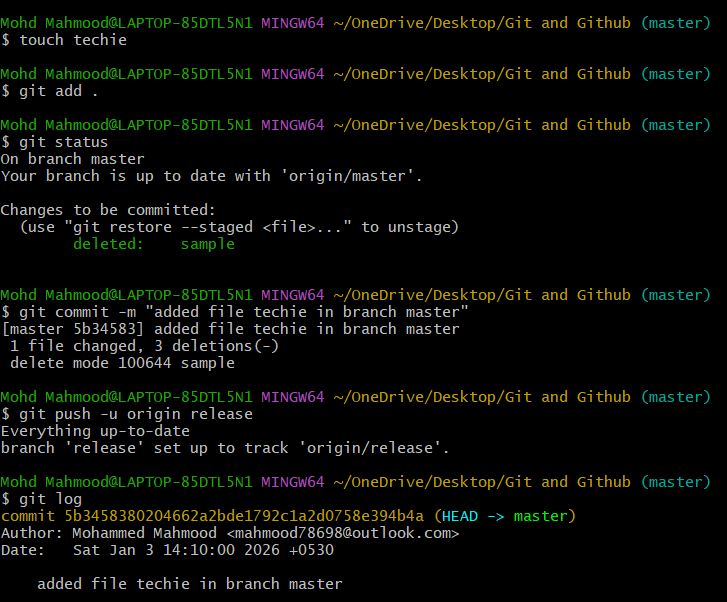 Mohd Mahmood@LAPTOP-85DTL5N1 MINGW64 ~/OneDrive/Desktop/Git and Github (master)
$ touch techie
Mohd Mahmood@LAPTOP-85DTL5N1 MINGW64 ~/OneDrive/Desktop/Git and Github (master)
$ git add .
Mohd Mahmood@LAPTOP-85DTL5N1 MINGW64 ~/OneDrive/Desktop/Git and Github (master)
$ git status
On branch master
Your branch is up to date with 'origin/master'.
Changes to be committed:
  (use "git restore --staged <file>..." to unstage)
        deleted:    sample
Mohd Mahmood@LAPTOP-85DTL5N1 MINGW64 ~/OneDrive/Desktop/Git and Github (master)
$ git commit -m "added file techie in branch master"
[master 5b34583] added file techie in branch master
 1 file changed, 3 deletions(-)
 delete mode 100644 sample
Mohd Mahmood@LAPTOP-85DTL5N1 MINGW64 ~/OneDrive/Desktop/Git and Github (master)
$ git push -u origin release
Everything up-to-date
branch 'release' set up to track 'origin/release'.
Mohd Mahmood@LAPTOP-85DTL5N1 MINGW64 ~/OneDrive/Desktop/Git and Github (master)
$ git log
commit 5b3458380204662a2bde1792c1a2d0758e394b4a (HEAD -> master)
Author: Mohammed Mahmood <mahmood78698@outlook.com>
Date:   Sat Jan 3 14:10:00 2026 +0530
    added file techie in branch master